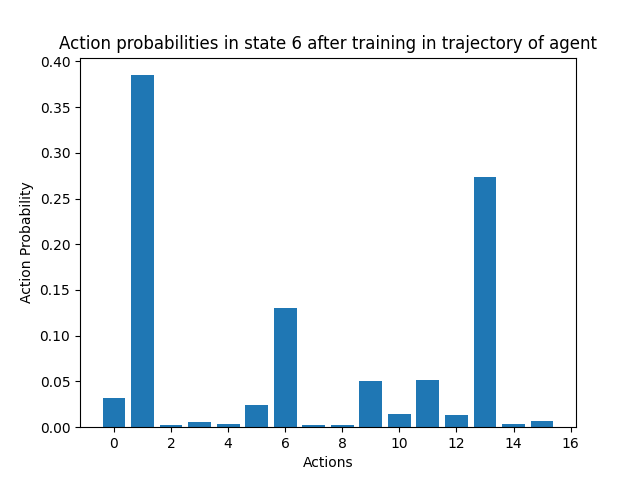 Action probabilities in state 6 after training in trajectory of agent
0.40
0.35
0.30
0.25
0.20
0.15
0.10
0.05
0.00
Action Probability
0 2 4 6 8 10 12 14 16
Actions